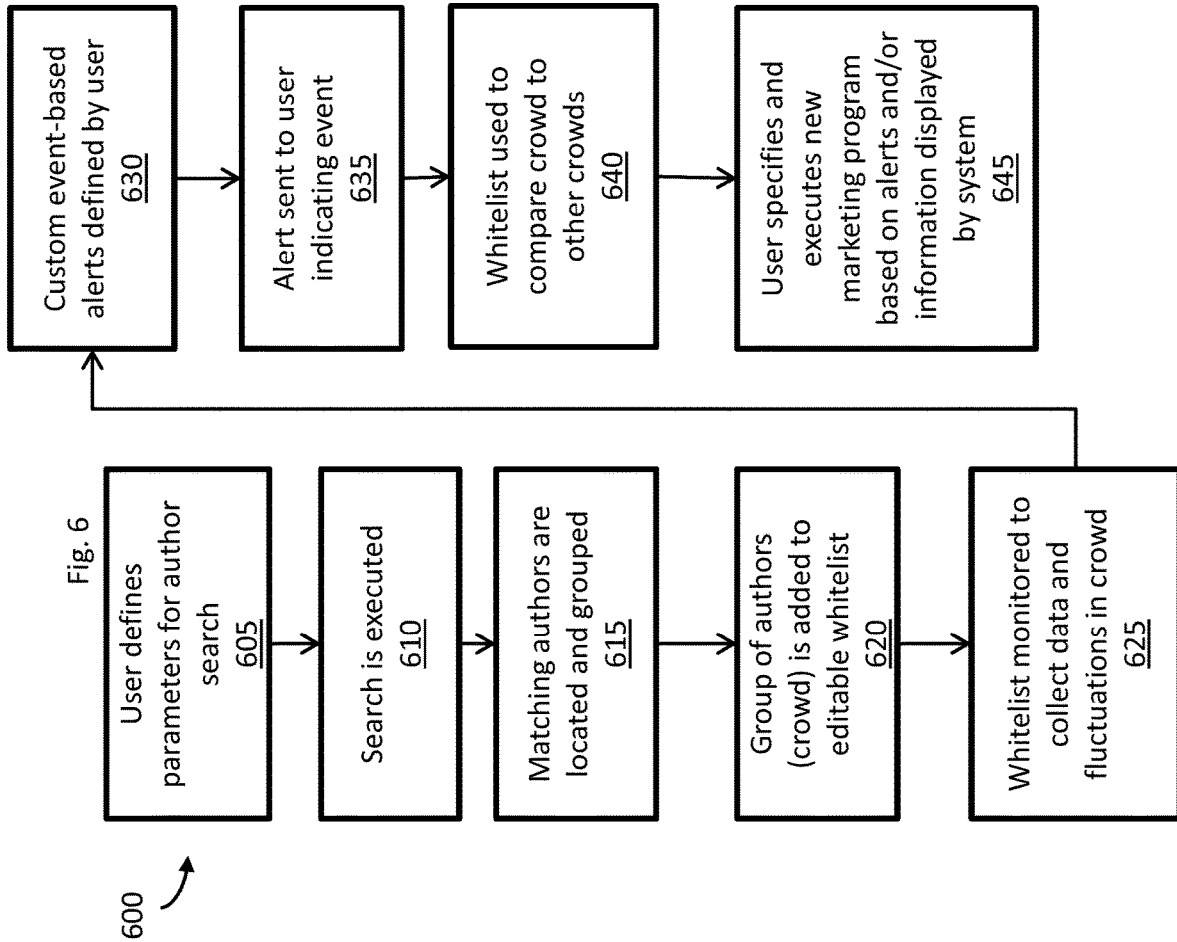 Fig. 6
600
User defines
parameters for author
search
605
Search is executed
610
Matching authors are
located and grouped
615
Group of authors
(crowd) is added to
editable whitelist
620
Whitelist monitored to
collect data and
fluctuations in crowd
625
Custom event-based
alerts defined by user
630
Alert sent to user
indicating event
635
Whitelist used to
compare crowd to
other crowds
640
User specifies and
executes new
marketing program
based on alerts and/or
information displayed
by system
645